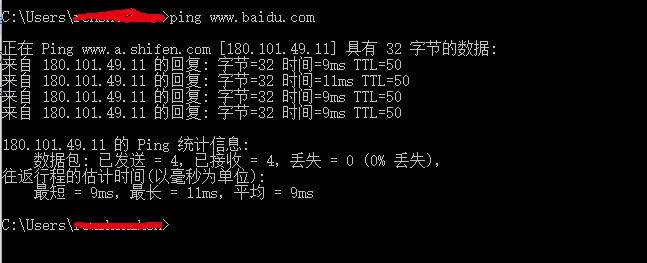 C:\Users\>ping www.baidu.com
正在 Ping www.a.shifen.com [180.101.49.11] 具有 32 字节的数据:
来自 180.101.49.11 的回复: 字节=32 时间=9ms TTL=50
来自 180.101.49.11 的回复: 字节=32 时间=11ms TTL=50
来自 180.101.49.11 的回复: 字节=32 时间=9ms TTL=50
来自 180.101.49.11 的回复: 字节=32 时间=9ms TTL=50
180.101.49.11 的 Ping 统计信息:
数据包: 已发送 = 4, 已接收 = 4, 丢失 = 0 (0% 丢失),
往返行程的估计时间(以毫秒为单位):
最短 = 9ms, 最长 = 11ms, 平均 = 9ms
C:\Users\>